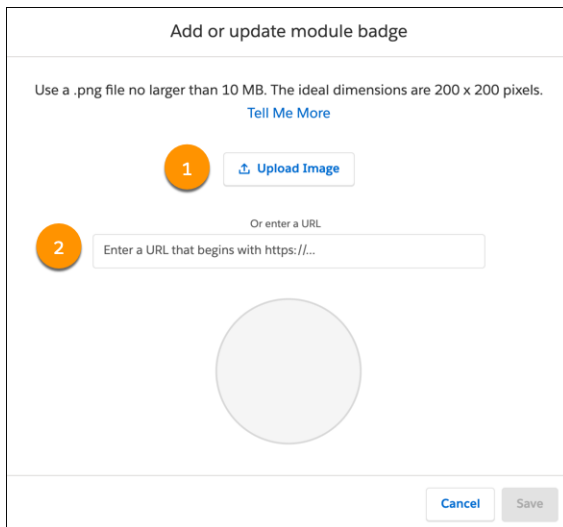 Add or update module badge
Use a .png file no larger than 10 MB. The ideal dimensions are 200 x 200 pixels.
Tell Me More
1
Upload Image
Or enter a URL
2
Enter a URL that begins with https://...
Cancel
Save